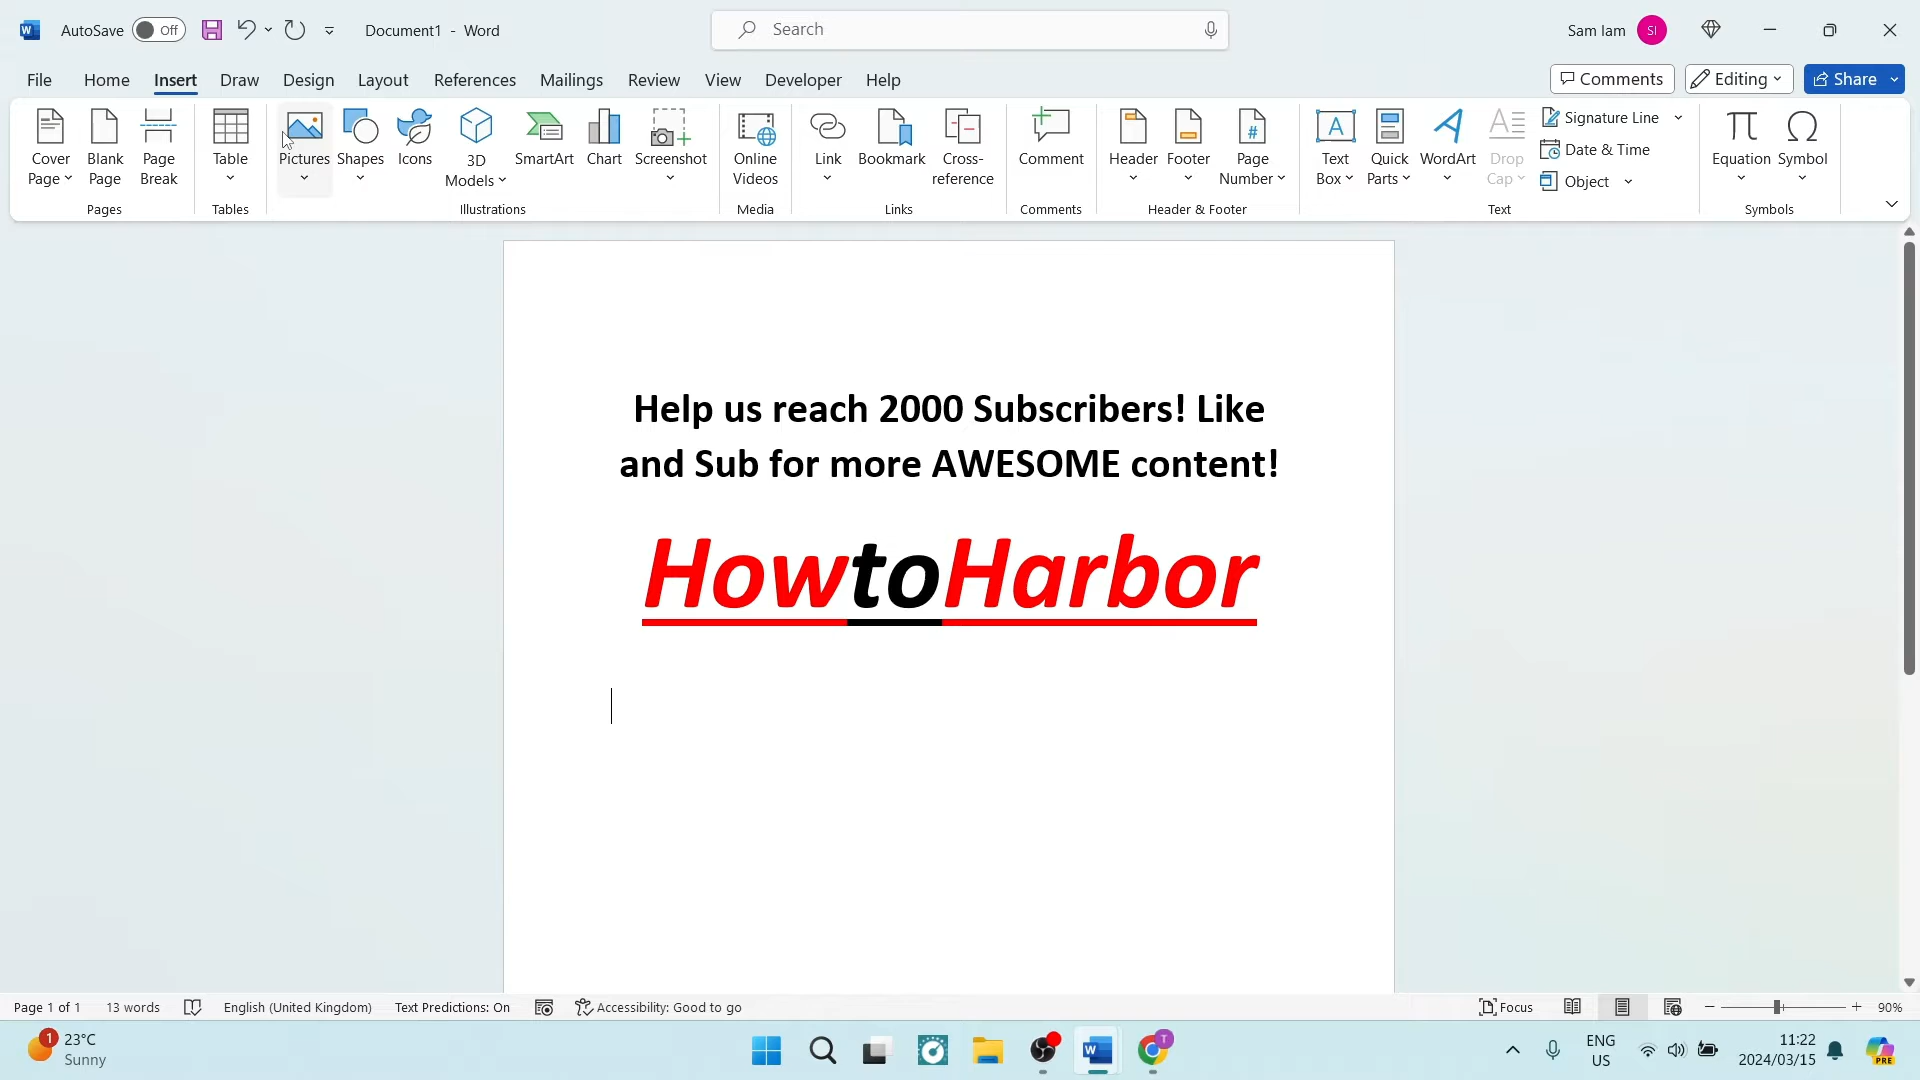 AutoSave Off Document1 - Word Search Sam Iam SI
File Home Insert Draw Design Layout References Mailings Review View Developer Help Comments Editing Share
Cover Page
Blank Page
Page Break
Pages
Table
Tables
Pictures
Shapes
Icons
3D Models
SmartArt
Chart
Screenshot
Illustrations
Online Videos
Media
Link
Bookmark
Cross-reference
Links
Comment
Comments
Header
Footer
Page Number
Header & Footer
Text Box
Quick Parts
WordArt
Drop Cap
Signature Line
Date & Time
Object
Text
Equation
Symbol
Symbols
Help us reach 2000 Subscribers! Like
and Sub for more AWESOME content!
HowtoHarbor
Page 1 of 1 13 words English (United Kingdom) Text Predictions: On Accessibility: Good to go Focus 90%
1
23°C
Sunny
ENG
US
11:22
2024/03/15
PRE